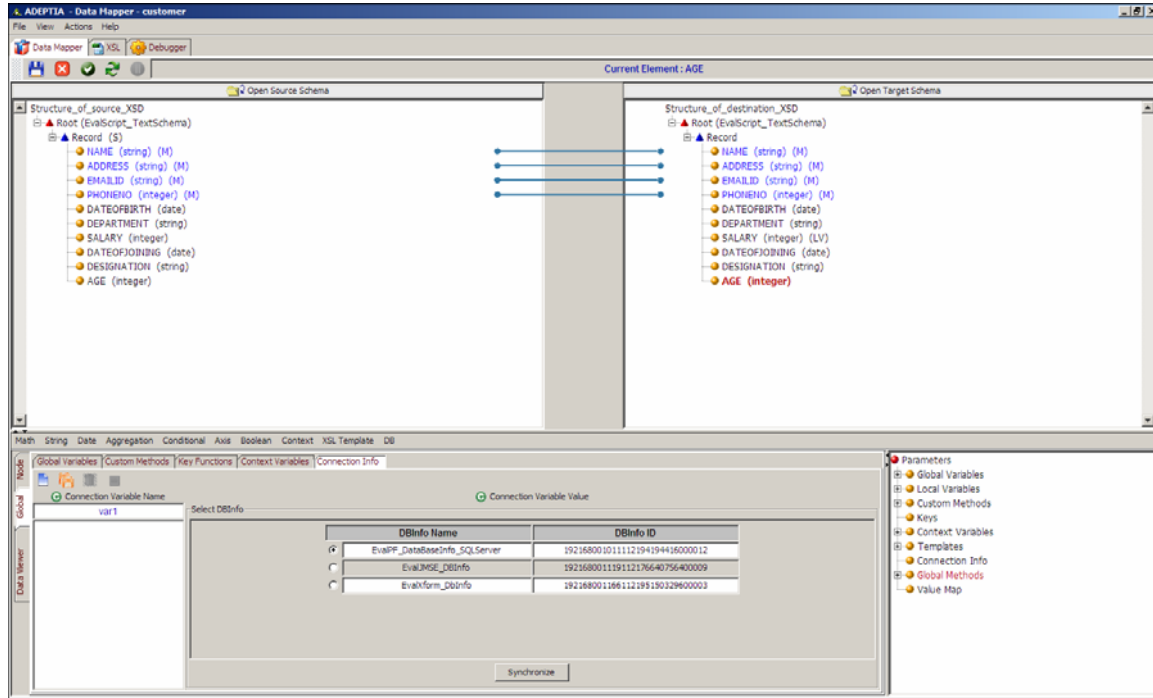 ADEPTIA - Data Mapper - customer
File View Actions Help
Data Mapper XSL Debugger
Current Element : AGE
Open Source Schema
Open Target Schema
Structure_of_source_XSD
Root (EvalScript_TextSchema)
Record (S)
NAME (string) (M)
ADDRESS (string) (M)
EMAILID (string) (M)
PHONENO (integer) (M)
DATEOFBIRTH (date)
DEPARTMENT (string)
SALARY (integer)
DATEOFJOINING (date)
DESIGNATION (string)
AGE (integer)
Structure_of_destination_XSD
Root (EvalScript_TextSchema)
Record
NAME (string) (M)
ADDRESS (string) (M)
EMAILID (string) (M)
PHONENO (integer) (M)
DATEOFBIRTH (date)
DEPARTMENT (string)
SALARY (integer) (LV)
DATEOFJOINING (date)
DESIGNATION (string)
AGE (integer)
Math String Date Aggregation Conditional Axis Boolean Context XSL Template DB
Node
Global
Data Viewer
Global Variables Custom Methods Key Functions Context Variables Connection Info
Connection Variable Name
Connection Variable Value
var1
Select DBInfo
DBInfo Name DBInfo ID
EvalPF_DataBaseInfo_SQLServer 192168001011112194194416000012
EvalJMSE_DBInfo 192168001119112176640756400009
EvalXform_DbInfo 192168001166112195150329600003
Synchronize
Parameters
Global Variables
Local Variables
Custom Methods
Keys
Context Variables
Templates
Connection Info
Global Methods
Value Map